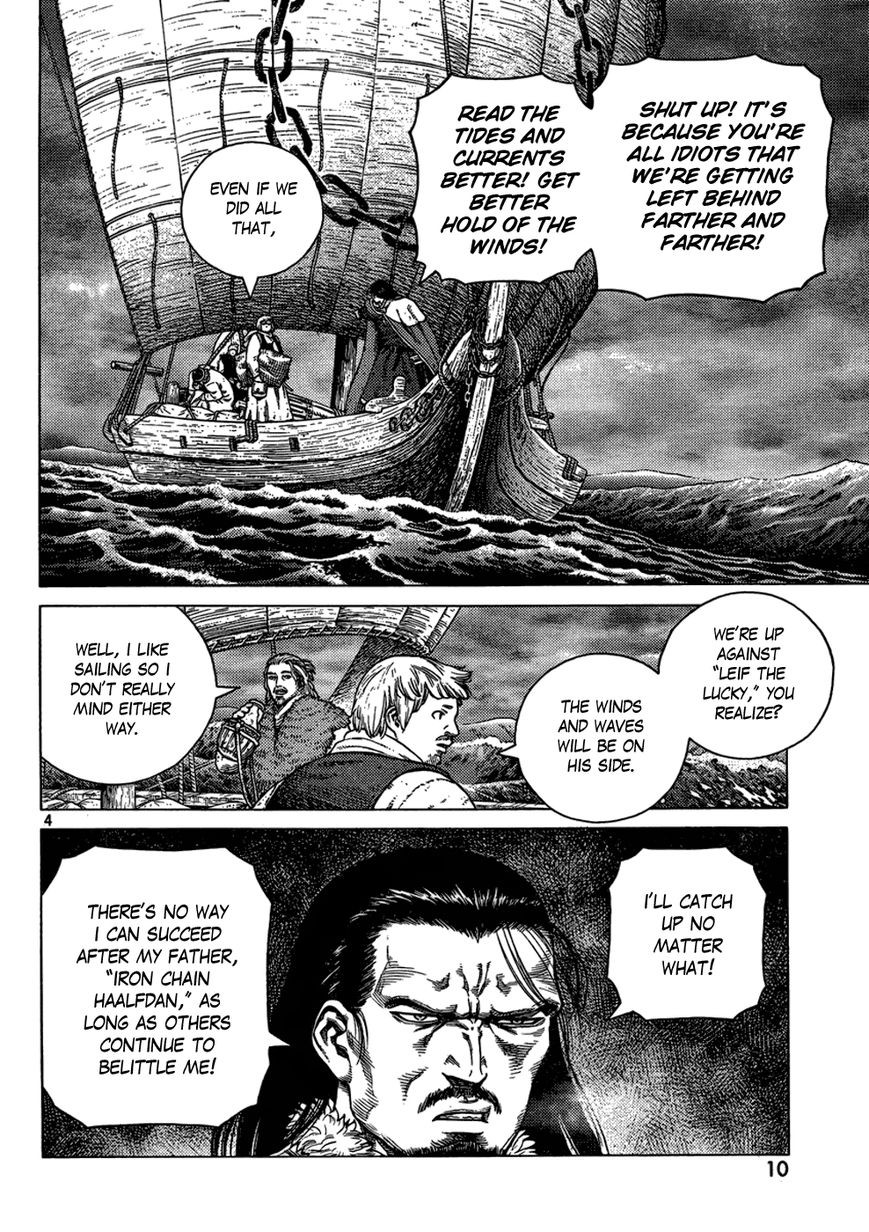 SHUT UP! IT'S
BECAUSE YOU'RE
ALL IDIOTS THAT
WE'RE GETTING
LEFT BEHIND
FARTHER AND
FARTHER!
READ THE
TIDES AND
CURRENTS
BETTER! GET
BETTER
HOLD OF THE
WINDS!
EVEN IF WE
DID ALL
THAT,
WE'RE UP
AGAINST
"LEIF THE
LUCKY," YOU
REALIZE?
THE WINDS
AND WAVES
WILL BE ON
HIS SIDE.
WELL, I LIKE
SAILING SO I
DON'T REALLY
MIND EITHER
WAY.
4
I'LL CATCH
UP NO
MATTER
WHAT!
THERE'S NO WAY
I CAN SUCCEED
AFTER MY FATHER,
"IRON CHAIN
HAALFDAN," AS
LONG AS OTHERS
CONTINUE TO
BELITTLE ME!
10